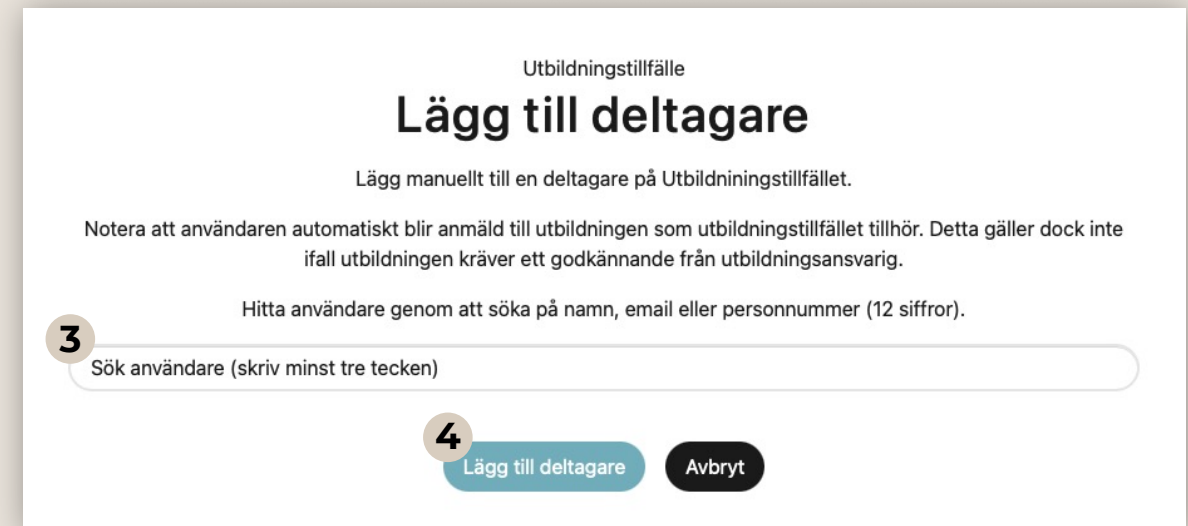 Utbildningstillfälle
Lägg till deltagare
Lägg manuellt till en deltagare på Utbildniningstillfället.
Notera att användaren automatiskt blir anmäld till utbildningen som utbildningstillfället tillhör. Detta gäller dock inte
ifall utbildningen kräver ett godkännande från utbildningsansvarig.
Hitta användare genom att söka på namn, email eller personnummer (12 siffror).
3
Sök användare (skriv minst tre tecken)
4
Lägg till deltagare Avbryt